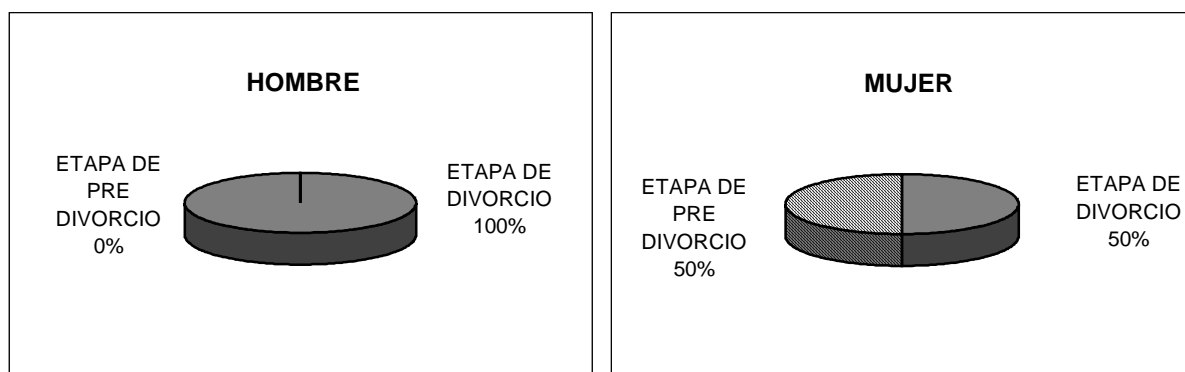 HOMBRE
ETAPA DE
PRE
DIVORCIO
0%
ETAPA DE
DIVORCIO
100%
MUJER
ETAPA DE
PRE
DIVORCIO
50%
ETAPA DE
DIVORCIO
50%